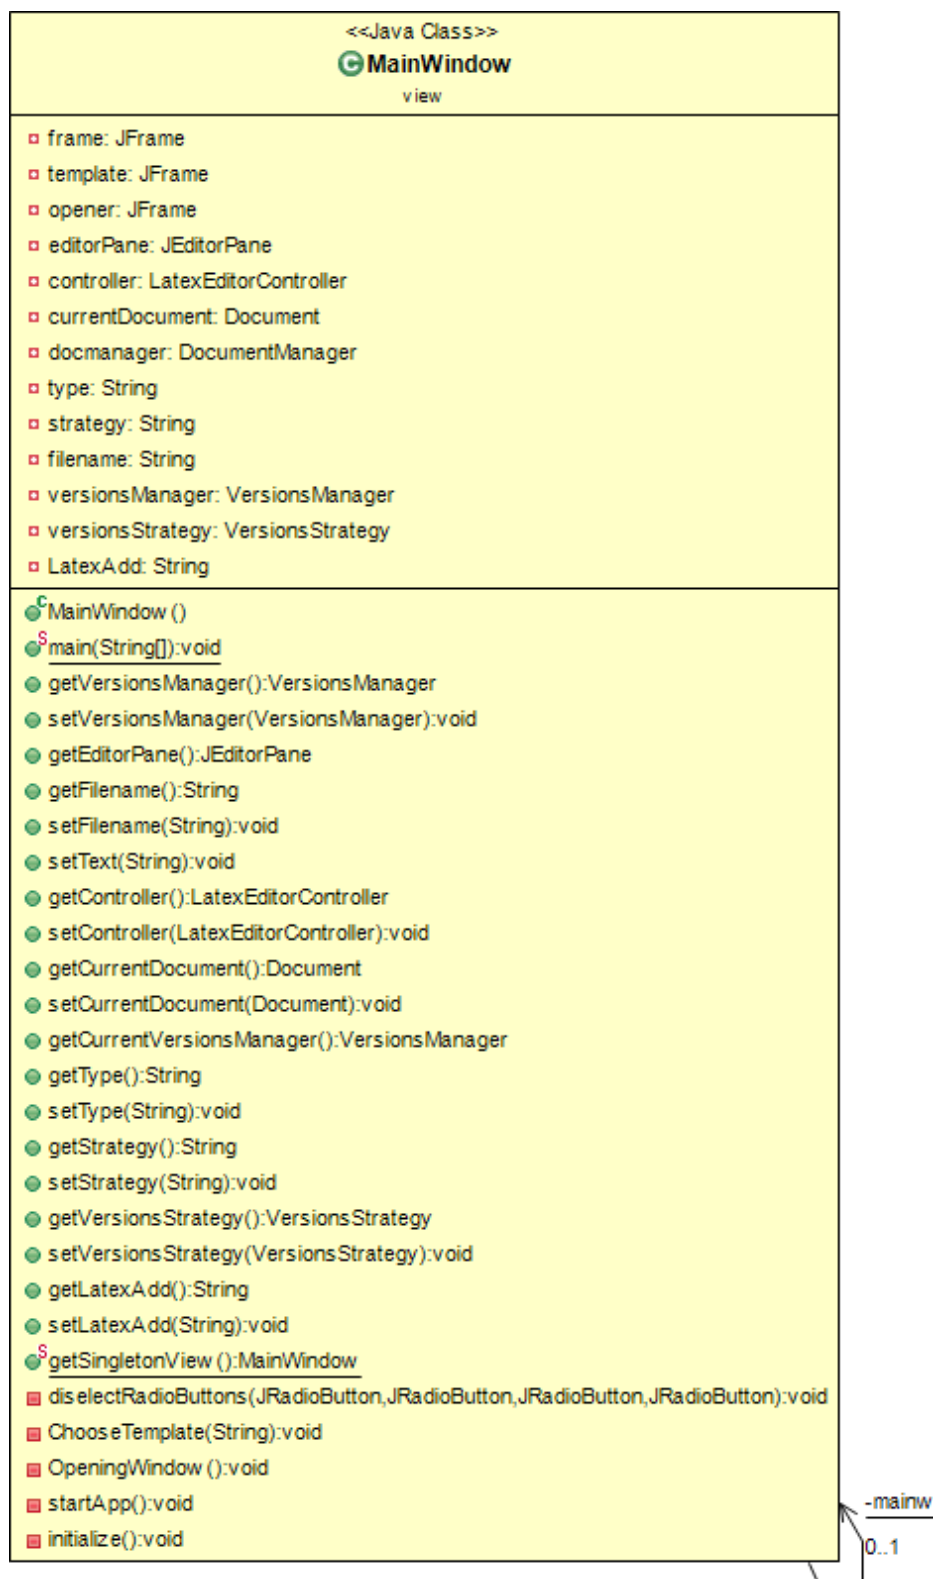 <<Java Class>>
MainWindow
view
frame: JFrame
template: JFrame
opener: JFrame
editorPane: JEditorPane
controller: LatexEditorController
currentDocument: Document
docmanager: DocumentManager
type: String
strategy: String
filename: String
versionsManager: VersionsManager
versionsStrategy: VersionsStrategy
LatexAdd: String
MainWindow()
main(String[]):void
getVersionsManager():VersionsManager
setVersionsManager(VersionsManager):void
getEditorPane():JEditorPane
getFilename():String
setFilename(String):void
setText(String):void
getController():LatexEditorController
setController(LatexEditorController):void
getCurrentDocument():Document
setCurrentDocument(Document):void
getCurrentVersionsManager():VersionsManager
getType():String
setType(String):void
getStrategy():String
setStrategy(String):void
getVersionsStrategy():VersionsStrategy
setVersionsStrategy(VersionsStrategy):void
getLatexAdd():String
setLatexAdd(String):void
getSingletonView():MainWindow
diselectRadioButtons(JRadioButton,JRadioButton,JRadioButton,JRadioButton):void
ChooseTemplate(String):void
OpeningWindow():void
startApp():void
initialize():void
-mainw
0..1